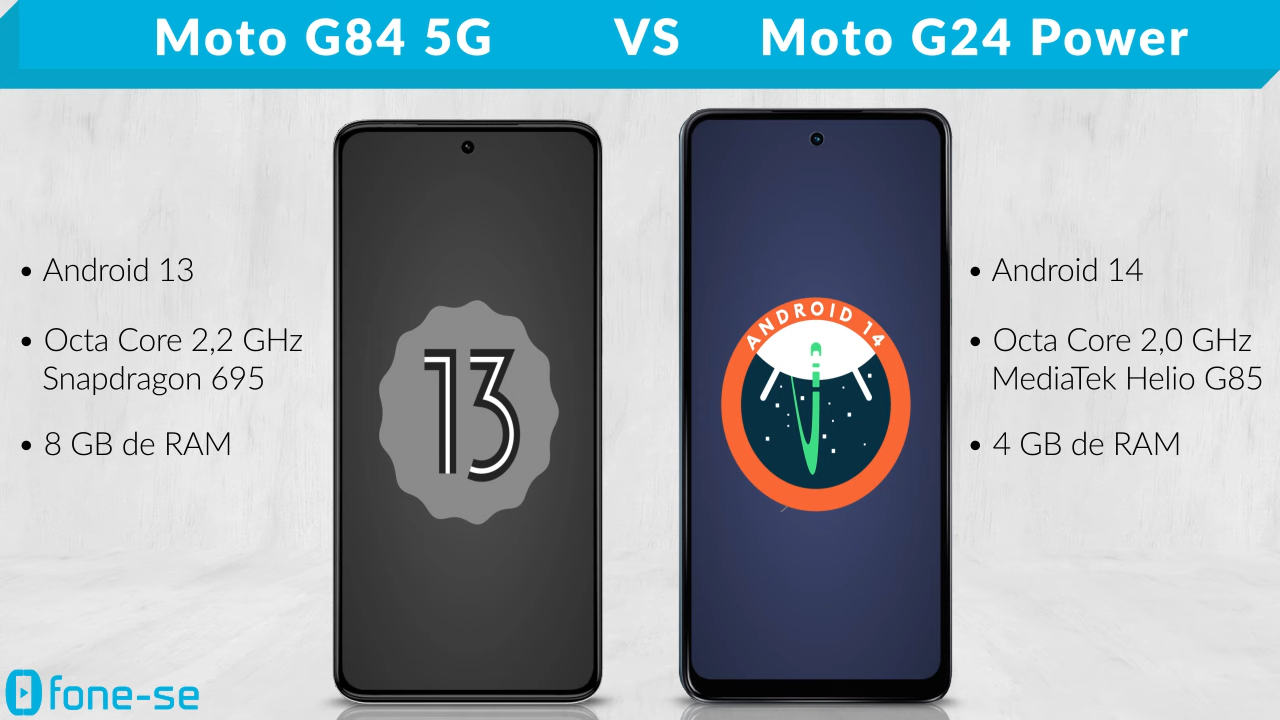 Moto G84 5G VS Moto G24 Power
• Android 13
• Octa Core 2,2 GHz
Snapdragon 695
• 8 GB de RAM
13
ANDROID 14
• Android 14
• Octa Core 2,0 GHz
MediaTek Helio G85
• 4 GB de RAM
fone-se